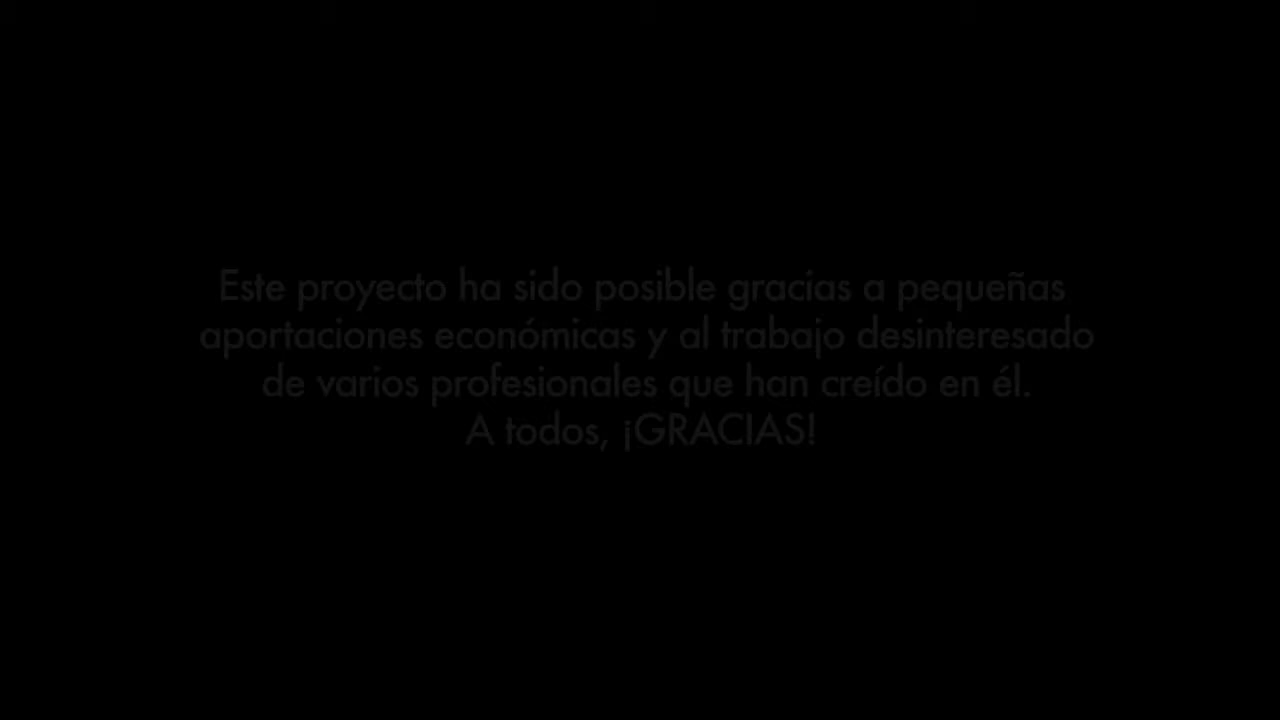 Este proyecto ha sido posible gracías a pequeñas
aportaciones económicas y al trabajo desinteresado
de varios profesionales que han creído en él.
A todos, ¡GRACIAS!